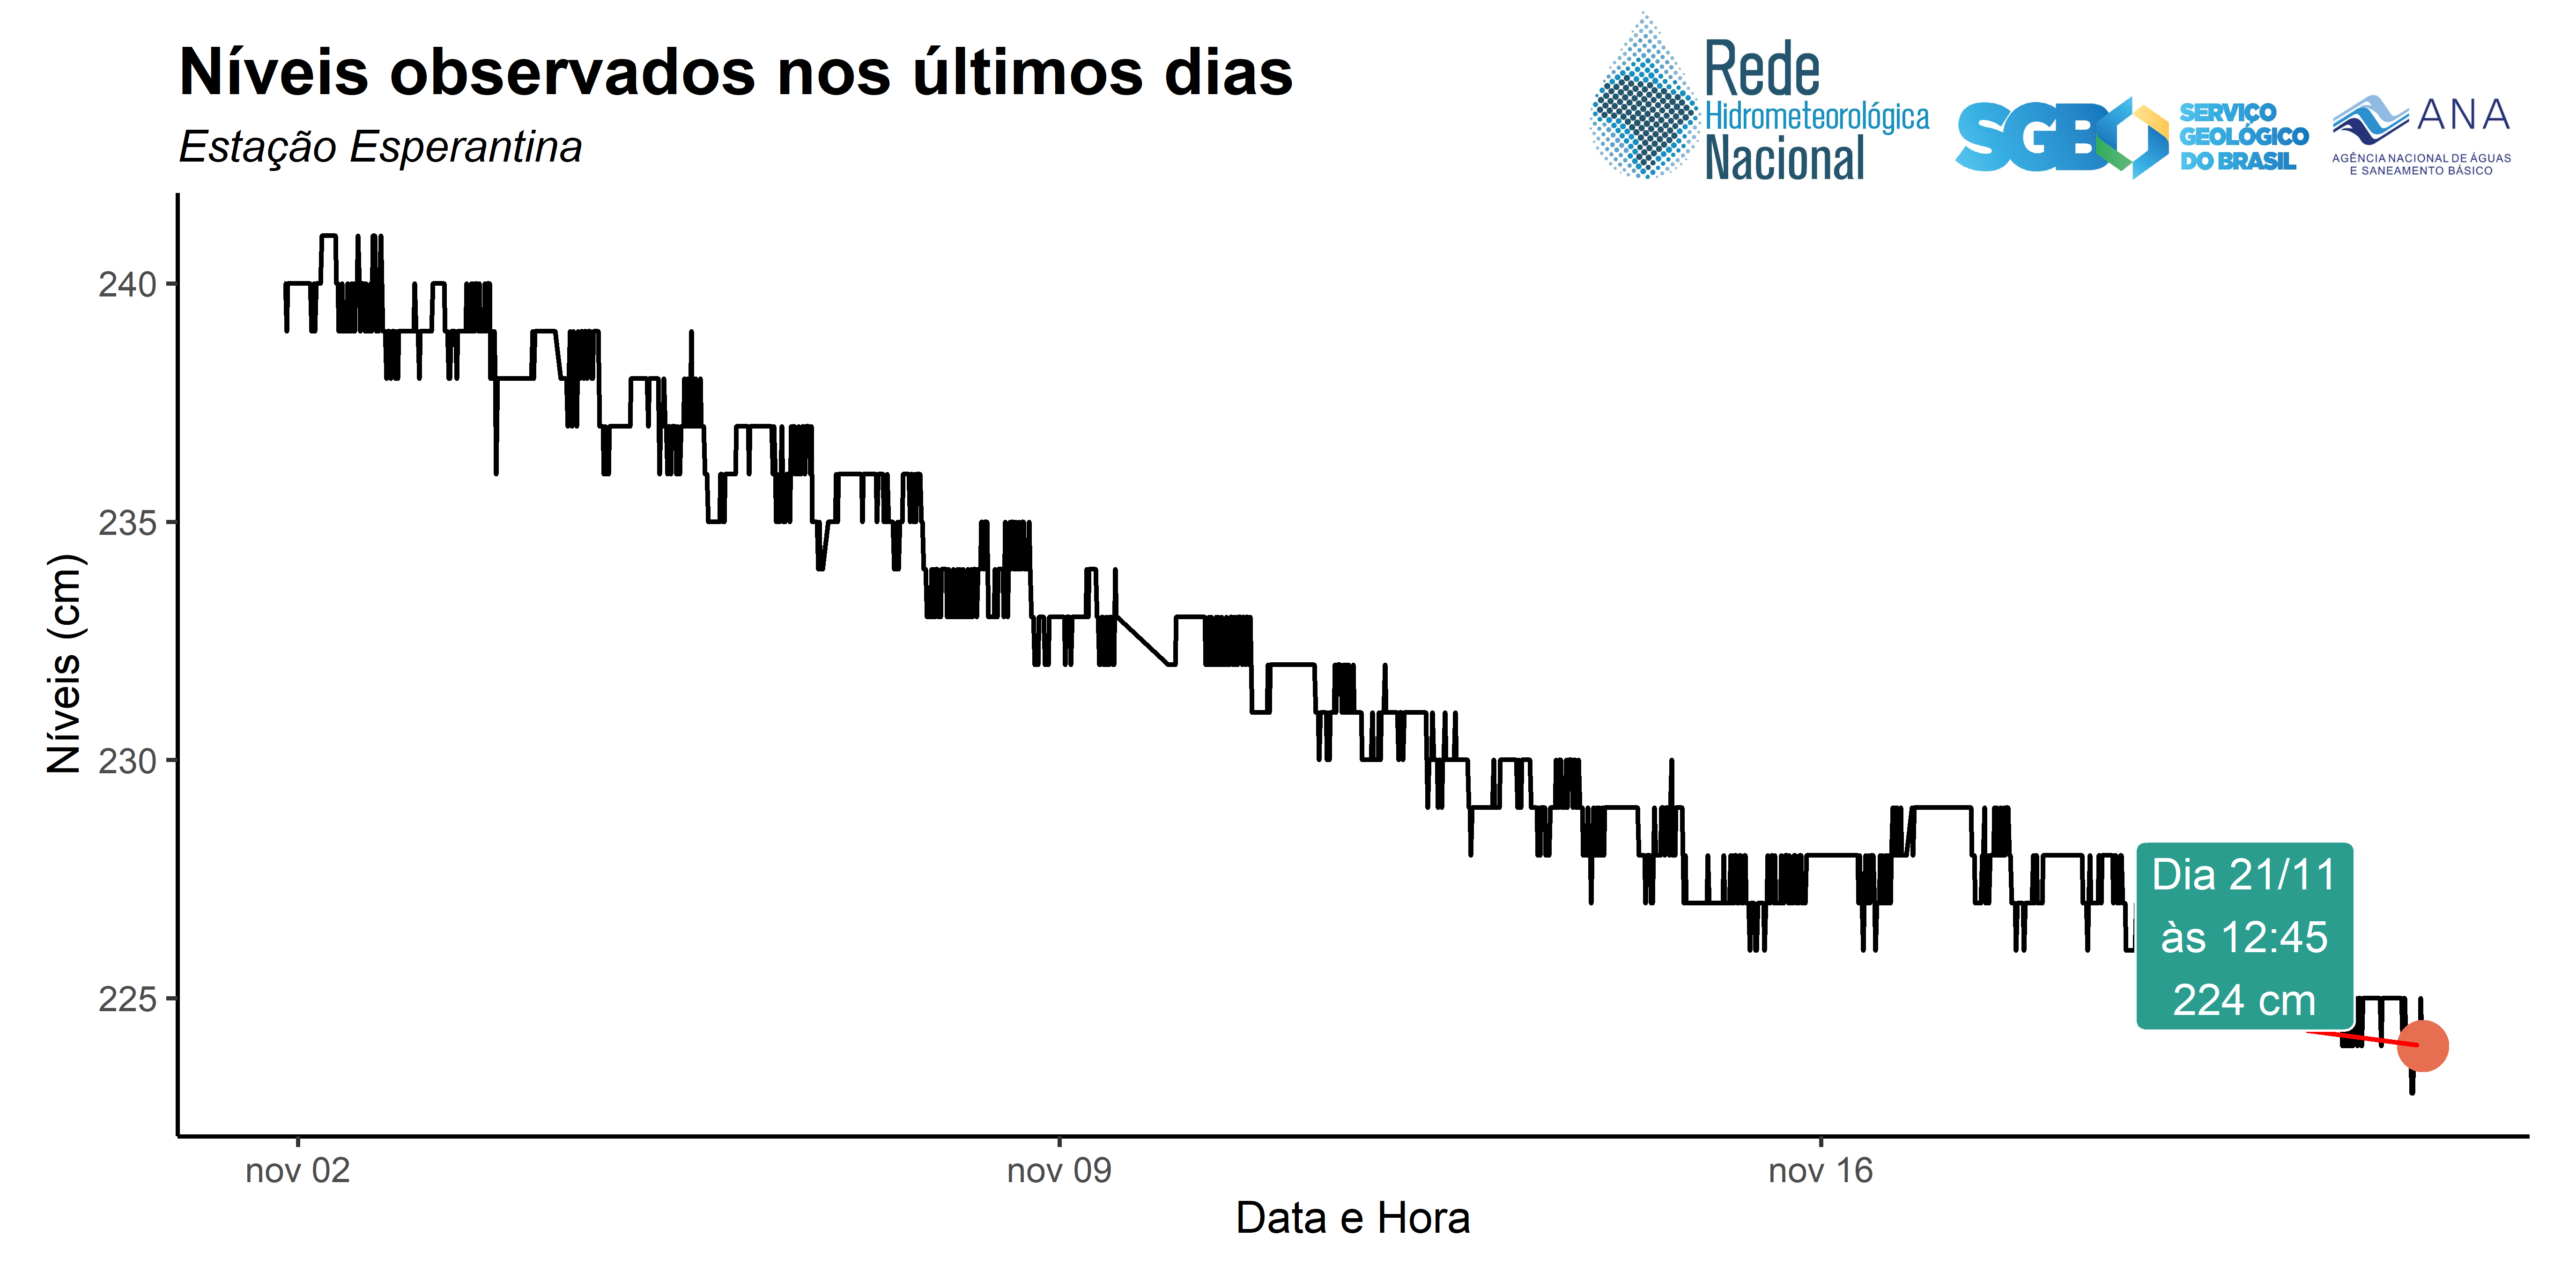 Níveis observados nos últimos dias
Estação Esperantina
Rede
Hidrometeorológica
Nacional
SGB
SERVIÇO
GEOLÓGICO
DO BRASIL
ANA
AGÊNCIA NACIONAL DE ÁGUAS
E SANEAMENTO BÁSICO
Níveis (cm)
240
235
230
225
Dia 21/11
às 12:45
224 cm
nov 02
nov 09
nov 16
Data e Hora